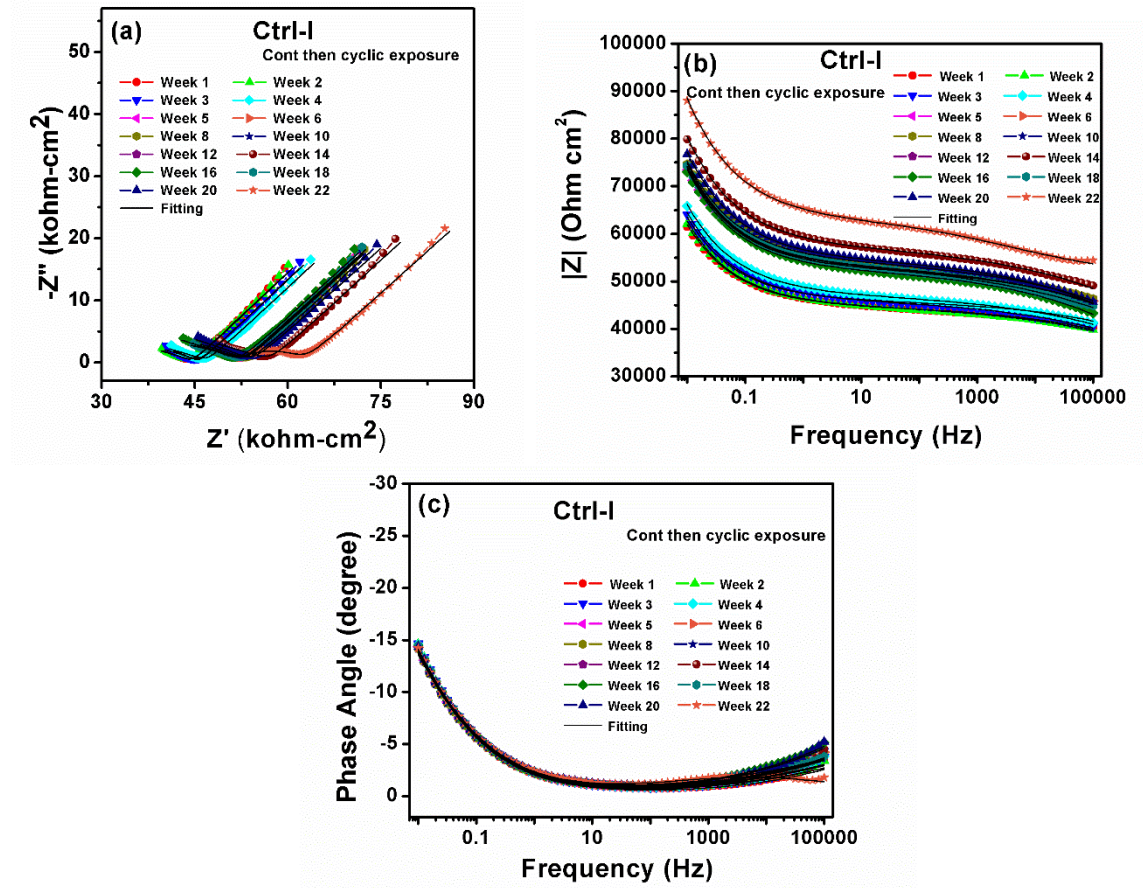 (a)
Ctrl-I
Cont then cyclic exposure
Week 1 Week 2
Week 3 Week 4
Week 5 Week 6
Week 8 Week 10
Week 12 Week 14
Week 16 Week 18
Week 20 Week 22
Fitting
-Z'' (kohm-cm²)
50
40
30
20
10
0
30 45 60 75 90
Z' (kohm-cm²)
(b)
Ctrl-I
Cont then cyclic exposure
Week 1 Week 2
Week 3 Week 4
Week 5 Week 6
Week 8 Week 10
Week 12 Week 14
Week 16 Week 18
Week 20 Week 22
Fitting
|Z| (Ohm cm²)
100000
90000
80000
70000
60000
50000
40000
30000
0.1 10 1000 100000
Frequency (Hz)
(c)
Ctrl-I
Cont then cyclic exposure
Week 1 Week 2
Week 3 Week 4
Week 5 Week 6
Week 8 Week 10
Week 12 Week 14
Week 16 Week 18
Week 20 Week 22
Fitting
Phase Angle (degree)
-30
-25
-20
-15
-10
-5
0
0.1 10 1000 100000
Frequency (Hz)